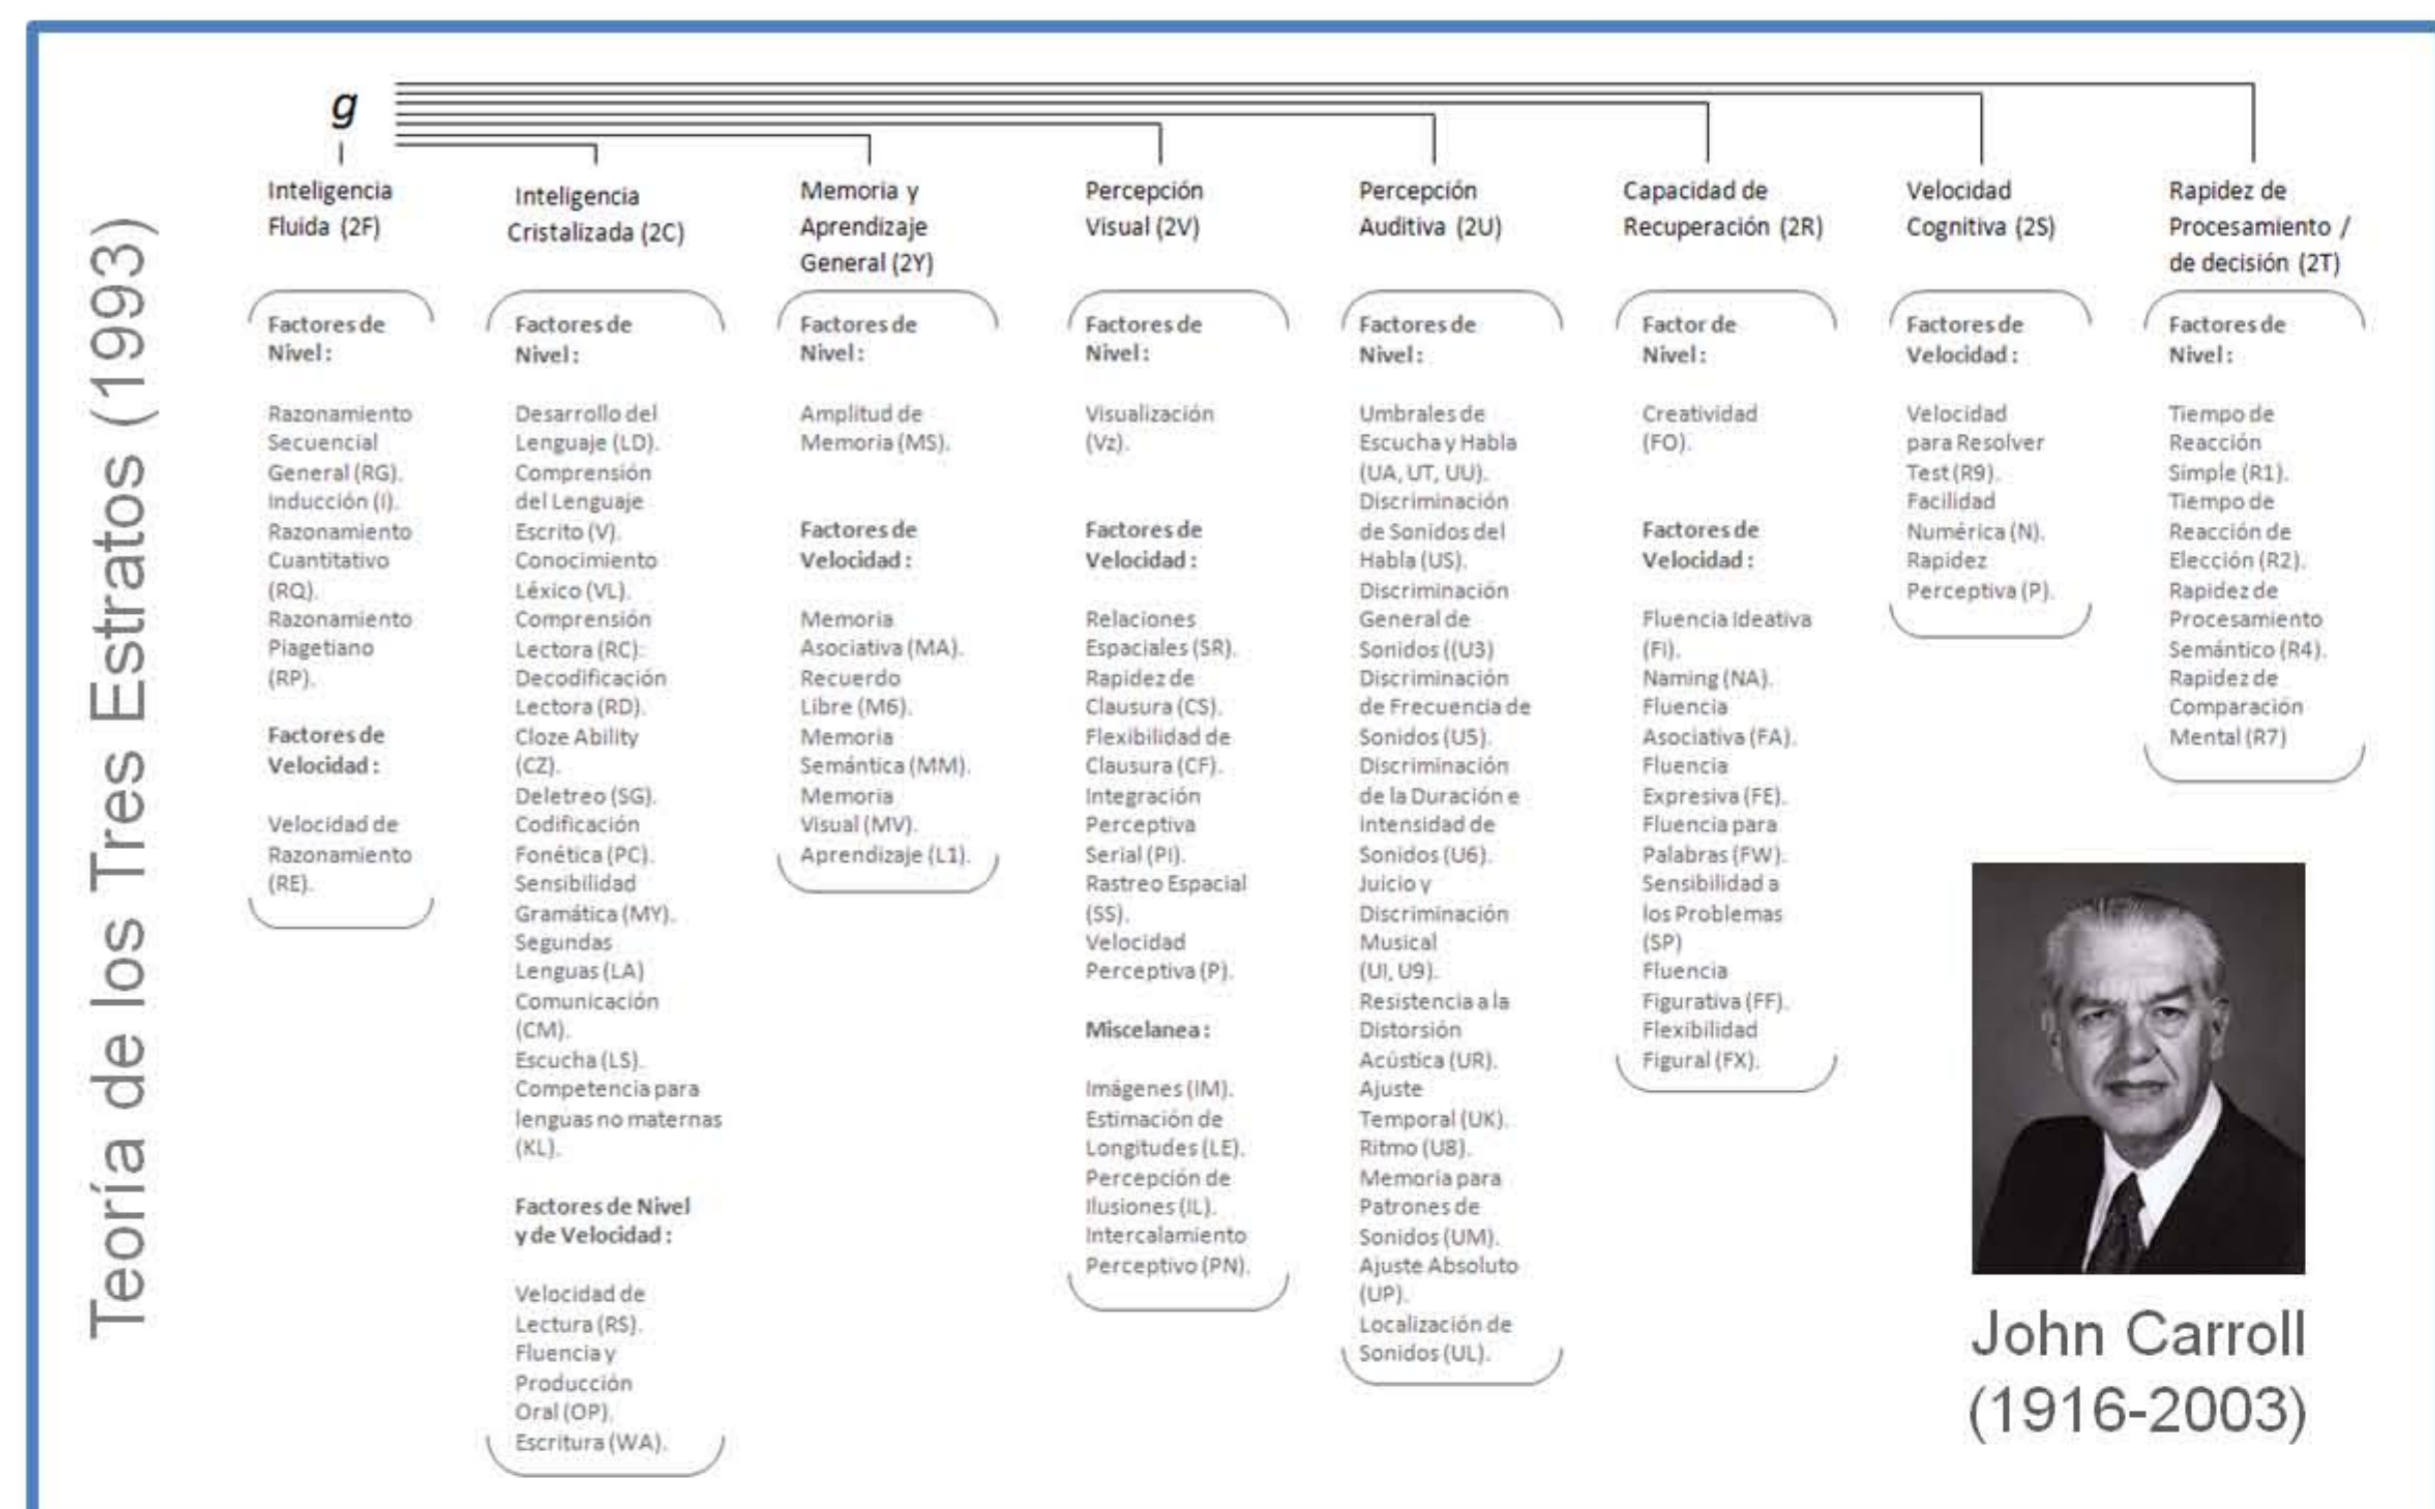 Teoría de los Tres Estratos (1993)
g
Inteligencia
Fluida (2F)
Factores de
Nivel:
Razonamiento
Secuencial
General (RG).
Inducción (I).
Razonamiento
Cuantitativo
(RQ).
Razonamiento
Piagetiano
(RP).
Factores de
Velocidad:
Velocidad de
Razonamiento
(RE).
Inteligencia
Cristalizada (2C)
Factores de
Nivel:
Desarrollo del
Lenguaje (LD).
Comprensión
del Lenguaje
Escrito (V).
Conocimiento
Léxico (VL).
Comprensión
Lectora (RC).
Decodificación
Lectora (RD).
Cloze Ability
(CZ).
Deletreo (SG).
Codificación
Fonética (PC).
Sensibilidad
Gramática (MY).
Segundas
Lenguas (LA)
Comunicación
(CM).
Escucha (LS).
Competencia para
lenguas no maternas
(KL).
Factores de Nivel
y de Velocidad:
Velocidad de
Lectura (RS).
Fluencia y
Producción
Oral (OP).
Escritura (WA).
Memoria y
Aprendizaje
General (2Y)
Factores de
Nivel:
Amplitud de
Memoria (MS).
Factores de
Velocidad:
Memoria
Asociativa (MA).
Recuerdo
Libre (M6).
Memoria
Semántica (MM).
Memoria
Visual (MV).
Aprendizaje (L1).
Percepción
Visual (2V)
Factores de
Nivel:
Visualización
(Vz).
Factores de
Velocidad:
Relaciones
Espaciales (SR).
Rapidez de
Clausura (CS).
Flexibilidad de
Clausura (CF).
Integración
Perceptiva
Serial (PI).
Rastreo Espacial
(SS).
Velocidad
Perceptiva (P).
Miscelanea:
Imágenes (IM).
Estimación de
Longitudes (LE).
Percepción de
Ilusiones (IL).
Intercalamiento
Perceptivo (PN).
Percepción
Auditiva (2U)
Factores de
Nivel:
Umbrales de
Escucha y Habla
(UA, UT, UU).
Discriminación
de Sonidos del
Habla (US).
Discriminación
General de
Sonidos ((U3)
Discriminación
de Frecuencia de
Sonidos (U5).
Discriminación
de la Duración e
Intensidad de
Sonidos (U6).
Juicio y
Discriminación
Musical
(UI, U9).
Resistencia a la
Distorsión
Acústica (UR).
Ajuste
Temporal (UK).
Ritmo (U8).
Memoria para
Patrones de
Sonidos (UM).
Ajuste Absoluto
(UP).
Localización de
Sonidos (UL).
Capacidad de
Recuperación (2R)
Factor de
Nivel:
Creatividad
(FO).
Factores de
Velocidad:
Fluencia Ideativa
(Fi).
Naming (NA).
Fluencia
Asociativa (FA).
Fluencia
Expresiva (FE).
Fluencia para
Palabras (FW).
Sensibilidad a
los Problemas
(SP)
Fluencia
Figurativa (FF).
Flexibilidad
Figural (FX).
Velocidad
Cognitiva (2S)
Factores de
Velocidad:
Velocidad
para Resolver
Test (R9).
Facilidad
Numérica (N).
Rapidez
Perceptiva (P).
Rapidez de
Procesamiento /
de decisión (2T)
Factores de
Nivel:
Tiempo de
Reacción
Simple (R1).
Tiempo de
Reacción de
Elección (R2).
Rapidez de
Procesamiento
Semántico (R4).
Rapidez de
Comparación
Mental (R7)
John Carroll
(1916-2003)